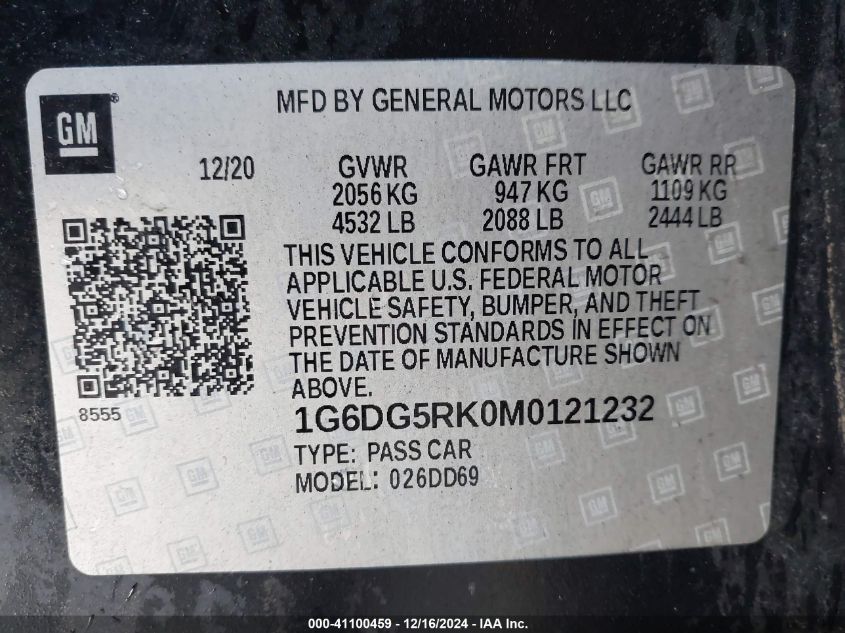 MFD BY GENERAL MOTORS LLC
GM
®
12/20 GVWR GAWR FRT GAWR RR
2056 KG 947 KG 1109 KG
4532 LB 2088 LB 2444 LB
THIS VEHICLE CONFORMS TO ALL
APPLICABLE U.S. FEDERAL MOTOR
VEHICLE SAFETY, BUMPER, AND THEFT
PREVENTION STANDARDS IN EFFECT ON
THE DATE OF MANUFACTURE SHOWN
ABOVE.
8555
1G6DG5RK0M0121232
TYPE: PASS CAR
MODEL: 026DD69
000-41100459 - 12/16/2024 - IAA Inc.